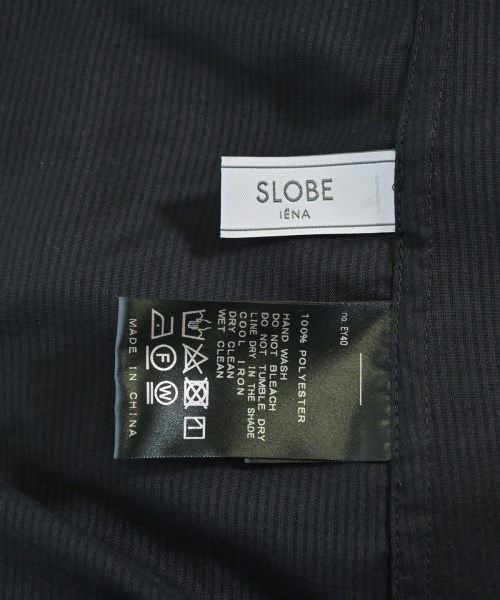 SLOBE
IÉNA
no. EY40
100% POLYESTER
HAND WASH
DO NOT BLEACH
DO NOT TUMBLE DRY
LINE DRY IN THE SHADE
COOL IRON
DRY CLEAN
WET CLEAN
F
W
MADE IN CHINA